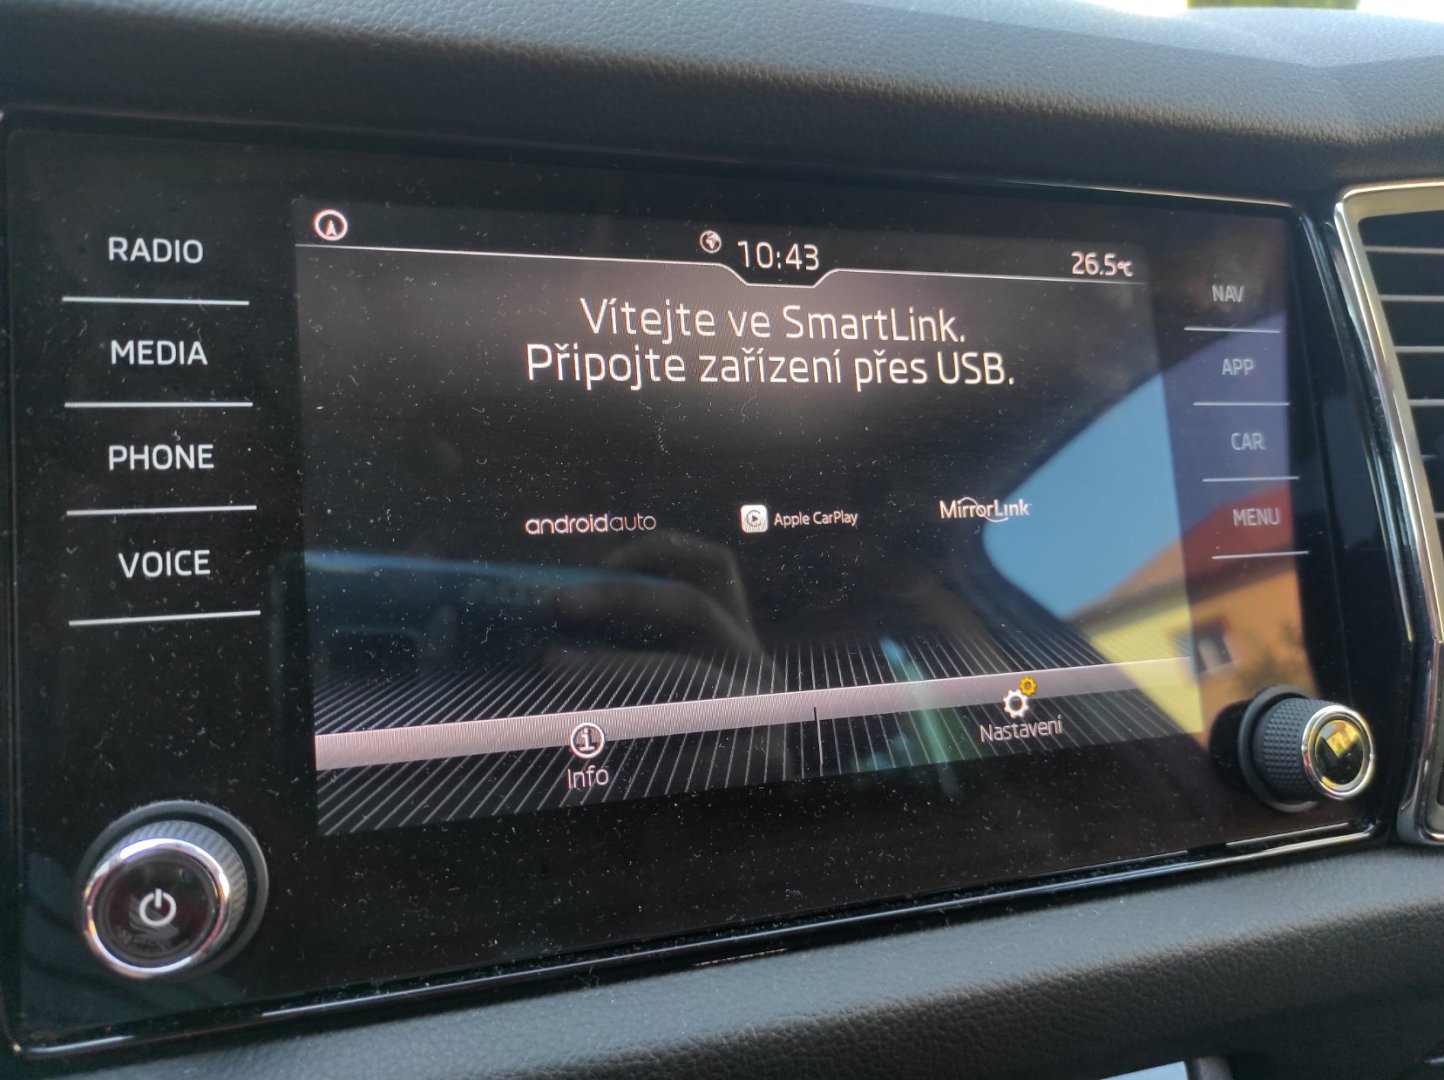 RADIO
MEDIA
PHONE
VOICE
10:43
26.5°C
Vítejte ve SmartLink.
Připojte zařízení přes USB.
androidauto
Apple CarPlay
MirrorLink
Info
Nastavení
NAV
APP
CAR
MENU